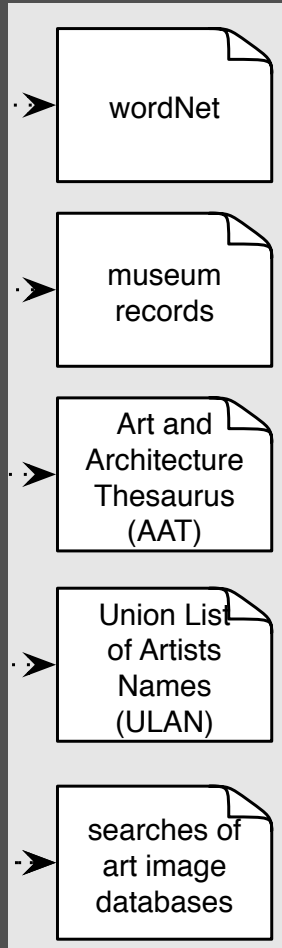 wordNet
museum
records
Art and
Architecture
Thesaurus
(AAT)
Union List
of Artists
Names
(ULAN)
searches of
art image
databases